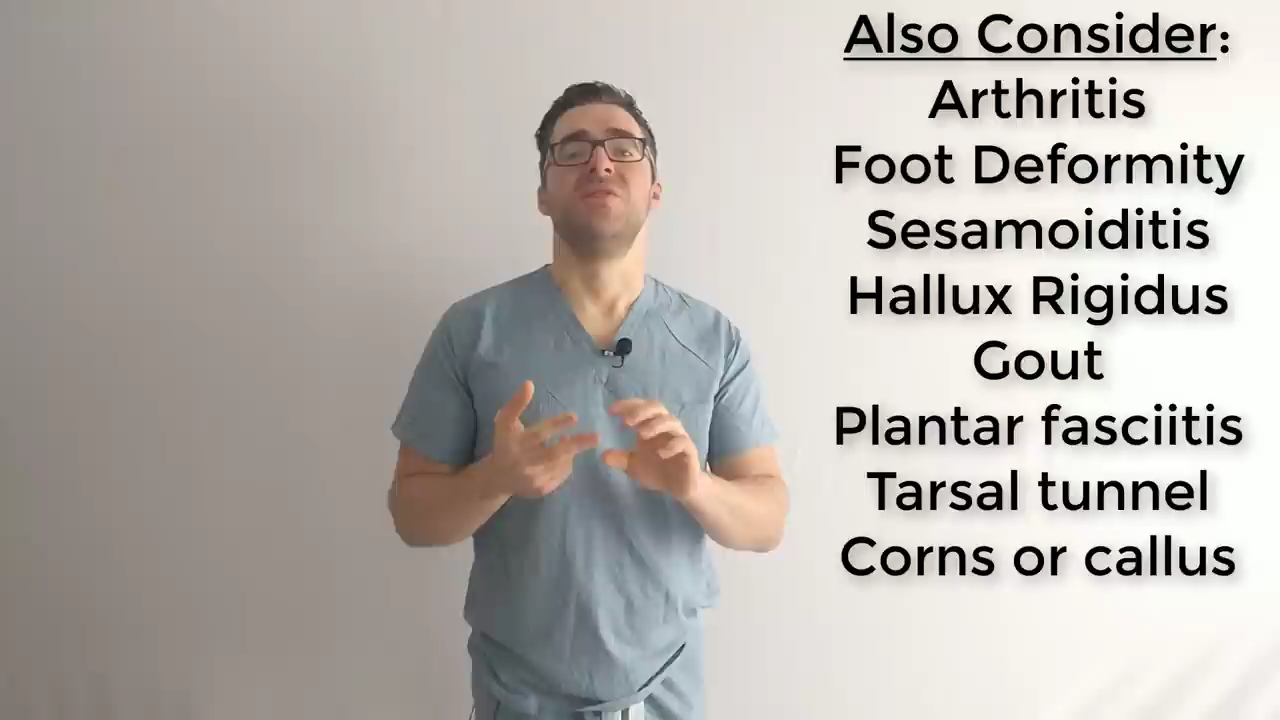 Also Consider:
Arthritis
Foot Deformity
Sesamoiditis
Hallux Rigidus
Gout
Plantar fasciitis
Tarsal tunnel
Corns or callus